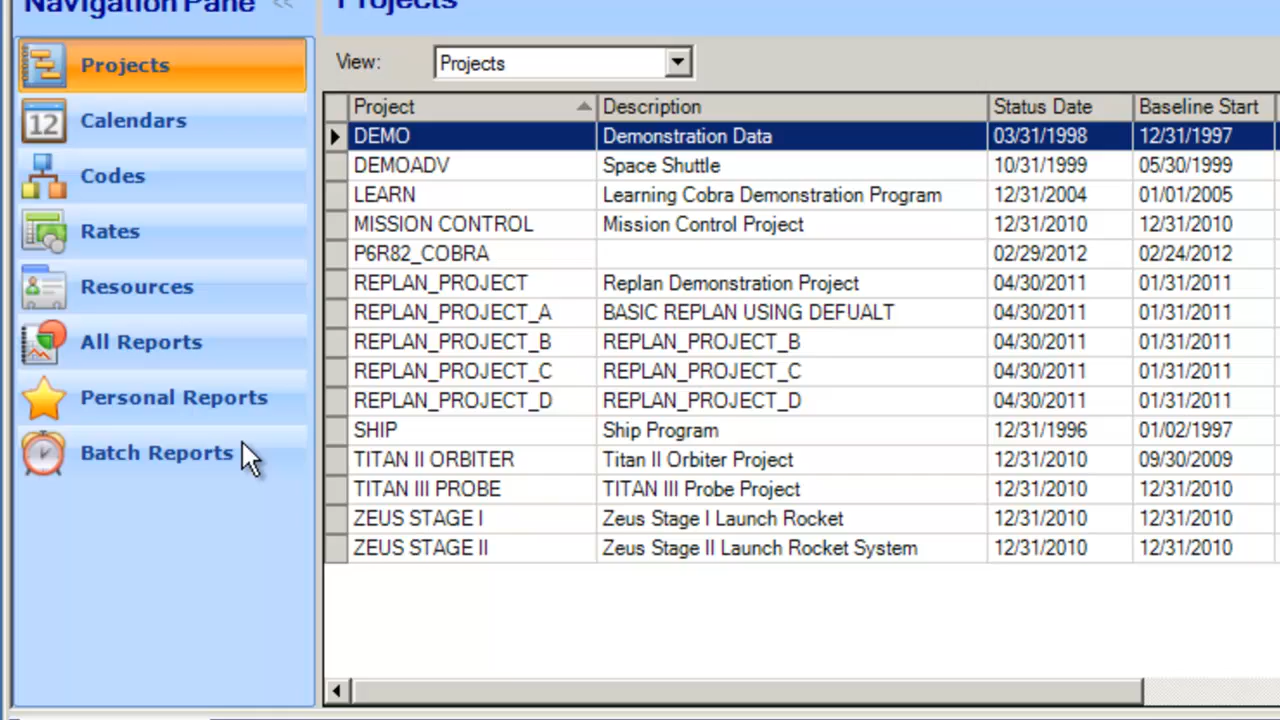 Navigation Pane «
Projects
Projects
Calendars
12
Codes
Rates
Resources
All Reports
Personal Reports
Batch Reports
View: Projects
Project Description Status Date Baseline Start
DEMO Demonstration Data 03/31/1998 12/31/1997
DEMOADV Space Shuttle 10/31/1999 05/30/1999
LEARN Learning Cobra Demonstration Program 12/31/2004 01/01/2005
MISSION CONTROL Mission Control Project 12/31/2010 12/31/2010
P6R82_COBRA 02/29/2012 02/24/2012
REPLAN_PROJECT Replan Demonstration Project 04/30/2011 01/31/2011
REPLAN_PROJECT_A BASIC REPLAN USING DEFUALT 04/30/2011 01/31/2011
REPLAN_PROJECT_B REPLAN_PROJECT_B 04/30/2011 01/31/2011
REPLAN_PROJECT_C REPLAN_PROJECT_C 04/30/2011 01/31/2011
REPLAN_PROJECT_D REPLAN_PROJECT_D 04/30/2011 01/31/2011
SHIP Ship Program 12/31/1996 01/02/1997
TITAN II ORBITER Titan II Orbiter Project 12/31/2010 09/30/2009
TITAN III PROBE TITAN III Probe Project 12/31/2010 12/31/2010
ZEUS STAGE I Zeus Stage I Launch Rocket 12/31/2010 12/31/2010
ZEUS STAGE II Zeus Stage II Launch Rocket System 12/31/2010 12/31/2010